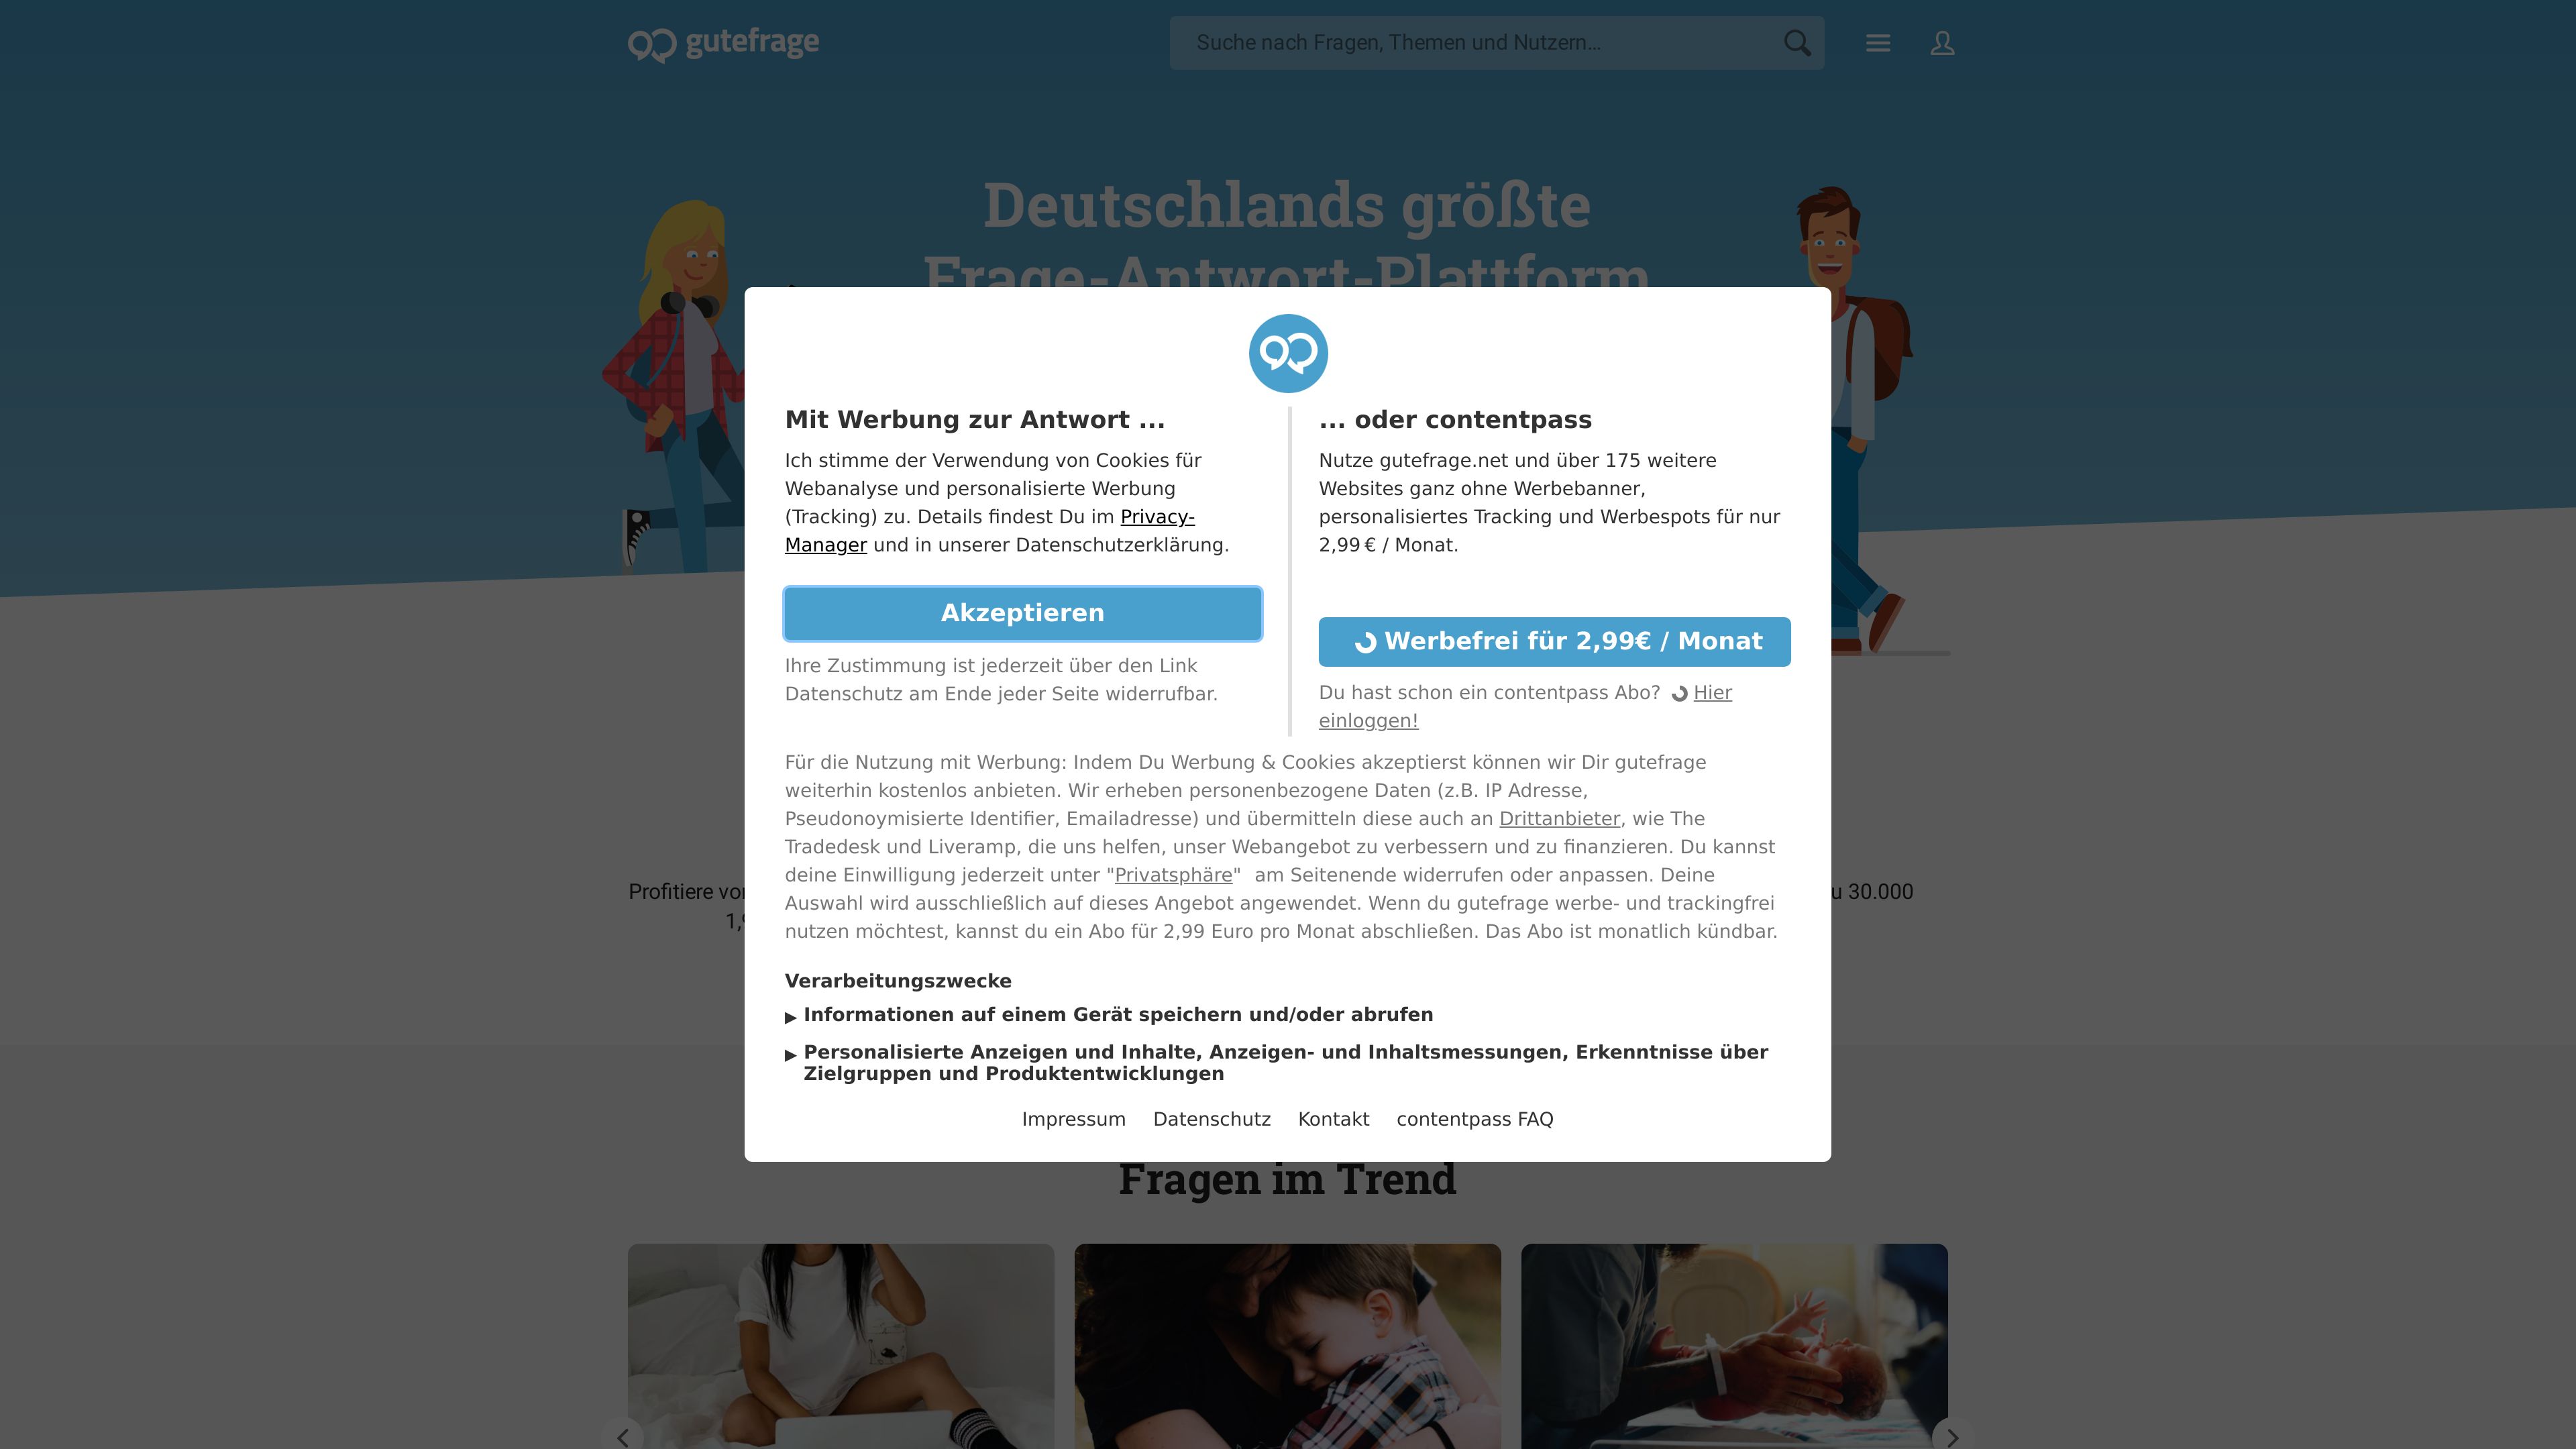 gutefrage
Suche nach Fragen, Themen und Nutzern...
Deutschlands größte
Frage-Antwort-Plattform
Mit Werbung zur Antwort ...
Ich stimme der Verwendung von Cookies für
Webanalyse und personalisierte Werbung
(Tracking) zu. Details findest Du im Privacy-
Manager und in unserer Datenschutzerklärung.
Akzeptieren
Ihre Zustimmung ist jederzeit über den Link
Datenschutz am Ende jeder Seite widerrufbar.
... oder contentpass
Nutze gutefrage.net und über 175 weitere
Websites ganz ohne Werbebanner,
personalisiertes Tracking und Werbespots für nur
2,99 € / Monat.
Werbefrei für 2,99€ / Monat
Du hast schon ein contentpass Abo? Hier
einloggen!
Für die Nutzung mit Werbung: Indem Du Werbung & Cookies akzeptierst können wir Dir gutefrage
weiterhin kostenlos anbieten. Wir erheben personenbezogene Daten (z.B. IP Adresse,
Pseudonoymisierte Identifier, Emailadresse) und übermitteln diese auch an Drittanbieter, wie The
Tradedesk und Liveramp, die uns helfen, unser Webangebot zu verbessern und zu finanzieren. Du kannst
deine Einwilligung jederzeit unter "Privatsphäre" am Seitenende widerrufen oder anpassen. Deine
Auswahl wird ausschließlich auf dieses Angebot angewendet. Wenn du gutefrage werbe- und trackingfrei
nutzen möchtest, kannst du ein Abo für 2,99 Euro pro Monat abschließen. Das Abo ist monatlich kündbar.
Verarbeitungszwecke
▶ Informationen auf einem Gerät speichern und/oder abrufen
▶ Personalisierte Anzeigen und Inhalte, Anzeigen- und Inhaltsmessungen, Erkenntnisse über
Zielgruppen und Produktentwicklungen
Impressum Datenschutz Kontakt contentpass FAQ
Profitiere
30.000
Fragen im Trend